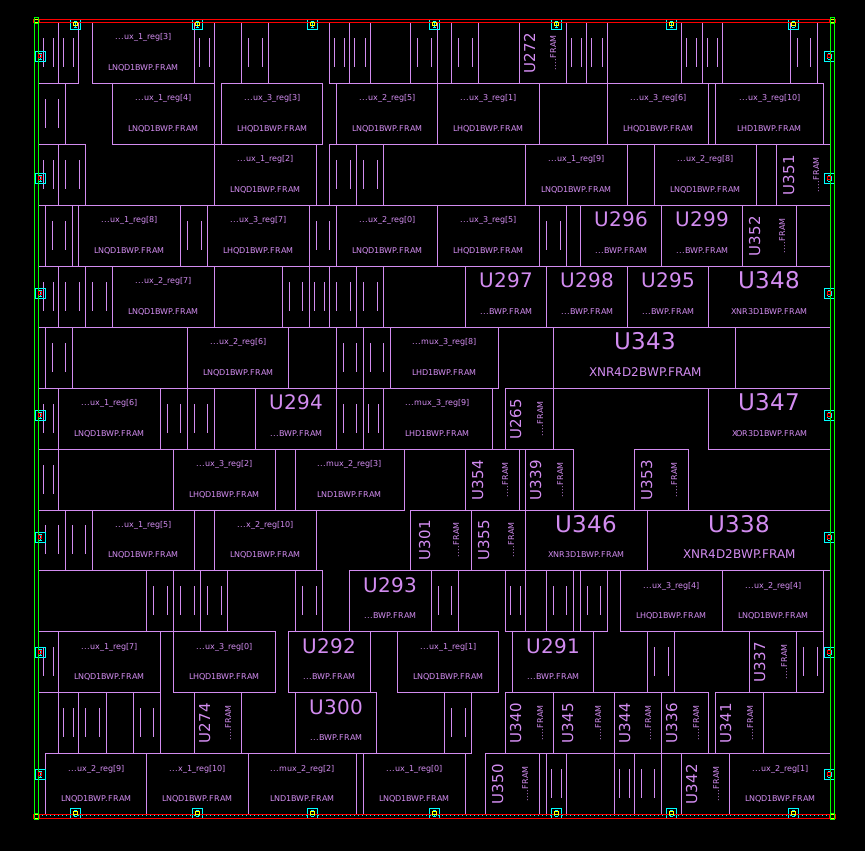 ...ux_1_reg[3]
LNQD1BWP.FRAM
U272
....FRAM
...ux_1_reg[4]
LNQD1BWP.FRAM
...ux_3_reg[3]
LHQD1BWP.FRAM
...ux_2_reg[5]
LNQD1BWP.FRAM
...ux_3_reg[1]
LHQD1BWP.FRAM
...ux_3_reg[6]
LHQD1BWP.FRAM
...ux_3_reg[10]
LHD1BWP.FRAM
...ux_1_reg[2]
LNQD1BWP.FRAM
...ux_1_reg[9]
LNQD1BWP.FRAM
...ux_2_reg[8]
LNQD1BWP.FRAM
U351
....FRAM
...ux_1_reg[8]
LNQD1BWP.FRAM
...ux_3_reg[7]
LHQD1BWP.FRAM
...ux_2_reg[0]
LNQD1BWP.FRAM
...ux_3_reg[5]
LHQD1BWP.FRAM
U296
...BWP.FRAM
U299
...BWP.FRAM
U352
....FRAM
...ux_2_reg[7]
LNQD1BWP.FRAM
U297
...BWP.FRAM
U298
...BWP.FRAM
U295
...BWP.FRAM
U348
XNR3D1BWP.FRAM
...ux_2_reg[6]
LNQD1BWP.FRAM
...mux_3_reg[8]
LHD1BWP.FRAM
U343
XNR4D2BWP.FRAM
...ux_1_reg[6]
LNQD1BWP.FRAM
U294
...BWP.FRAM
...mux_3_reg[9]
LHD1BWP.FRAM
U265
....FRAM
U347
XOR3D1BWP.FRAM
...ux_3_reg[2]
LHQD1BWP.FRAM
...mux_2_reg[3]
LND1BWP.FRAM
U354
....FRAM
U339
....FRAM
U353
....FRAM
...ux_1_reg[5]
LNQD1BWP.FRAM
...x_2_reg[10]
LNQD1BWP.FRAM
U301
....FRAM
U355
....FRAM
U346
XNR3D1BWP.FRAM
U338
XNR4D2BWP.FRAM
U293
...BWP.FRAM
...ux_3_reg[4]
LHQD1BWP.FRAM
...ux_2_reg[4]
LNQD1BWP.FRAM
...ux_1_reg[7]
LNQD1BWP.FRAM
...ux_3_reg[0]
LHQD1BWP.FRAM
U292
...BWP.FRAM
...ux_1_reg[1]
LNQD1BWP.FRAM
U291
...BWP.FRAM
U337
....FRAM
U274
....FRAM
U300
...BWP.FRAM
U340
....FRAM
U345
....FRAM
U344
....FRAM
U336
....FRAM
U341
....FRAM
...ux_2_reg[9]
LNQD1BWP.FRAM
...x_1_reg[10]
LNQD1BWP.FRAM
...mux_2_reg[2]
LND1BWP.FRAM
...ux_1_reg[0]
LNQD1BWP.FRAM
U350
....FRAM
U342
....FRAM
...ux_2_reg[1]
LNQD1BWP.FRAM